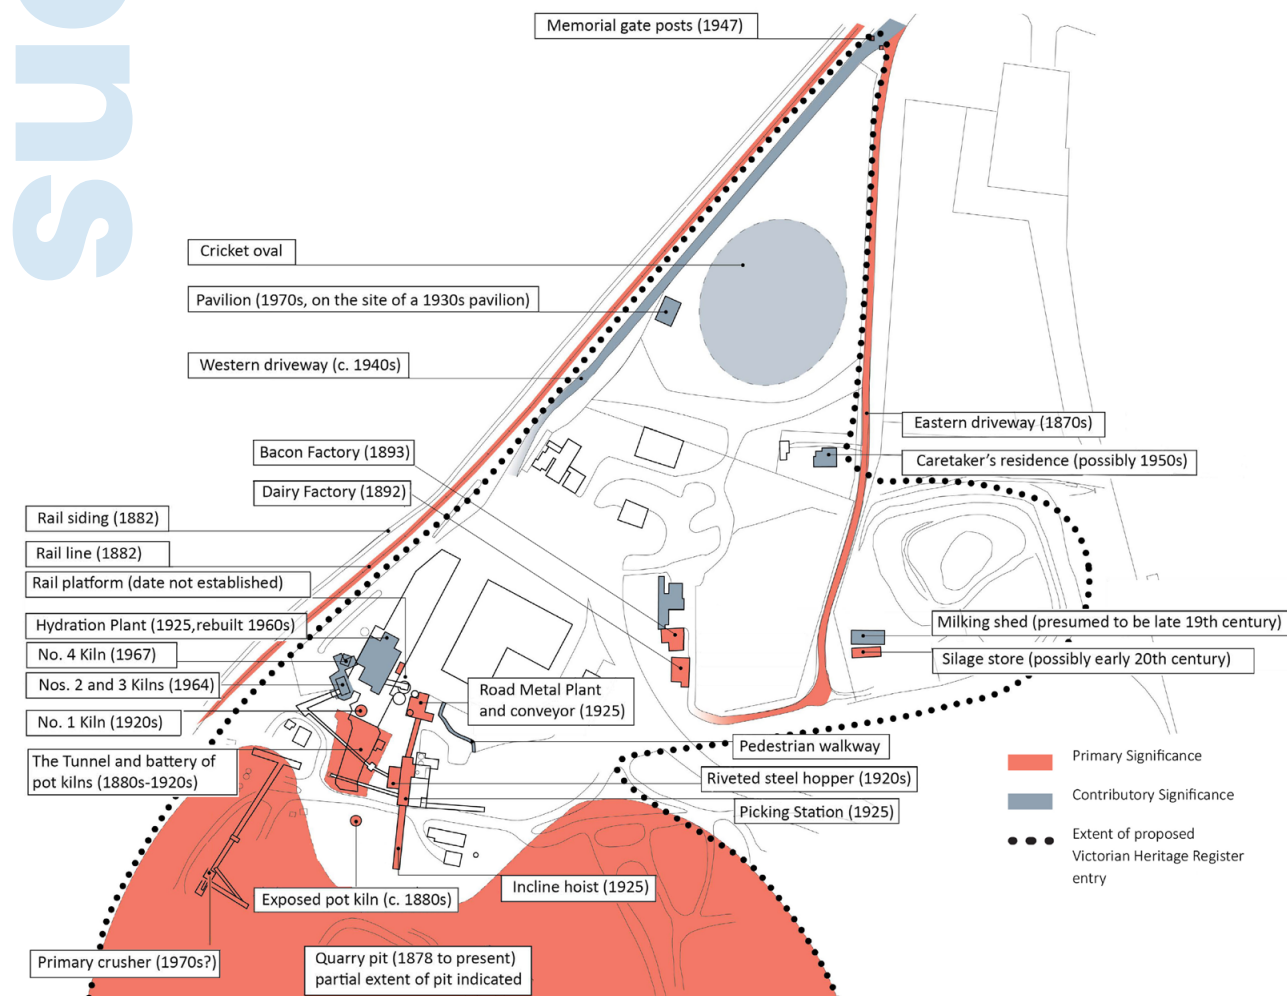 sno
Memorial gate posts (1947)
Cricket oval
Pavilion (1970s, on the site of a 1930s pavilion)
Western driveway (c. 1940s)
Eastern driveway (1870s)
Bacon Factory (1893)
Caretaker's residence (possibly 1950s)
Dairy Factory (1892)
Rail siding (1882)
Rail line (1882)
Rail platform (date not established)
Hydration Plant (1925,rebuilt 1960s)
Milking shed (presumed to be late 19th century)
No. 4 Kiln (1967)
Silage store (possibly early 20th century)
Nos. 2 and 3 Kilns (1964)
Road Metal Plant
and conveyor (1925)
No. 1 Kiln (1920s)
Pedestrian walkway
The Tunnel and battery of
pot kilns (1880s-1920s)
Riveted steel hopper (1920s)
Picking Station (1925)
Primary Significance
Contributory Significance
Extent of proposed
Victorian Heritage Register
entry
Incline hoist (1925)
Exposed pot kiln (c. 1880s)
Primary crusher (1970s?)
Quarry pit (1878 to present)
partial extent of pit indicated